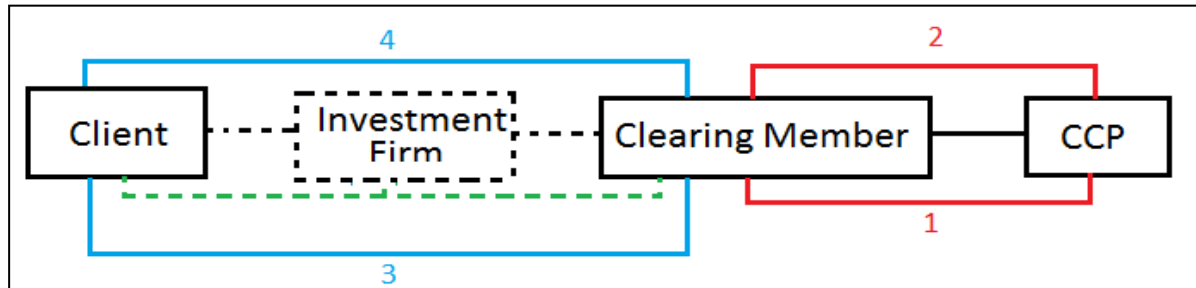 4
2
Client
Investment
Firm
Clearing Member
CCP
1
3